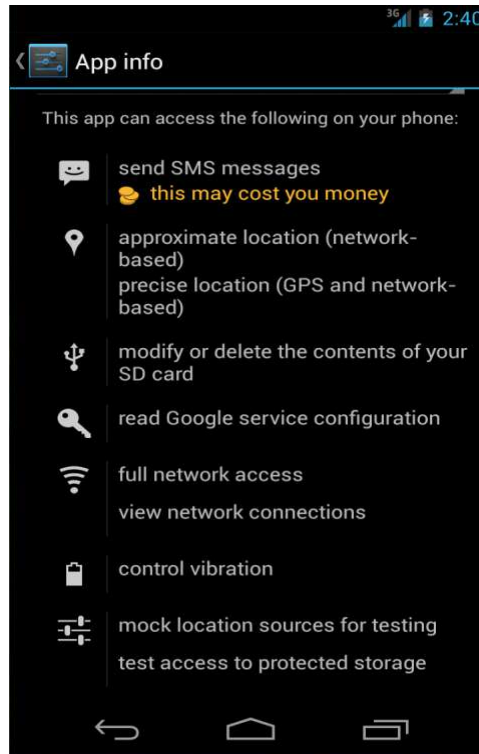 3G 2:40
App info
This app can access the following on your phone:
send SMS messages
this may cost you money
approximate location (network-
based)
precise location (GPS and network-
based)
modify or delete the contents of your
SD card
read Google service configuration
full network access
view network connections
control vibration
mock location sources for testing
test access to protected storage